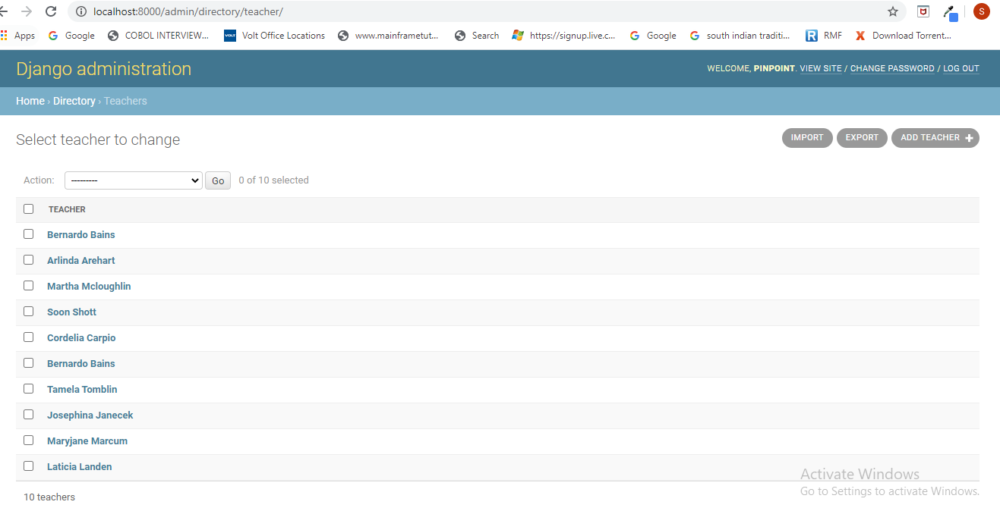 localhost:8000/admin/directory/teacher/
S
Apps Google COBOL INTERVIEW... VOLT Volt Office Locations www.mainframetut... Search https://signup.live.c... Google south indian traditi... R RMF X Download Torrent...
Django administration
WELCOME, PINPOINT. VIEW SITE / CHANGE PASSWORD / LOG OUT
Home › Directory › Teachers
Select teacher to change
IMPORT EXPORT ADD TEACHER +
Action: --------- Go 0 of 10 selected
TEACHER
Bernardo Bains
Arlinda Arehart
Martha Mcloughlin
Soon Shott
Cordelia Carpio
Bernardo Bains
Tamela Tomblin
Josephina Janecek
Maryjane Marcum
Laticia Landen
10 teachers
Activate Windows
Go to Settings to activate Windows.